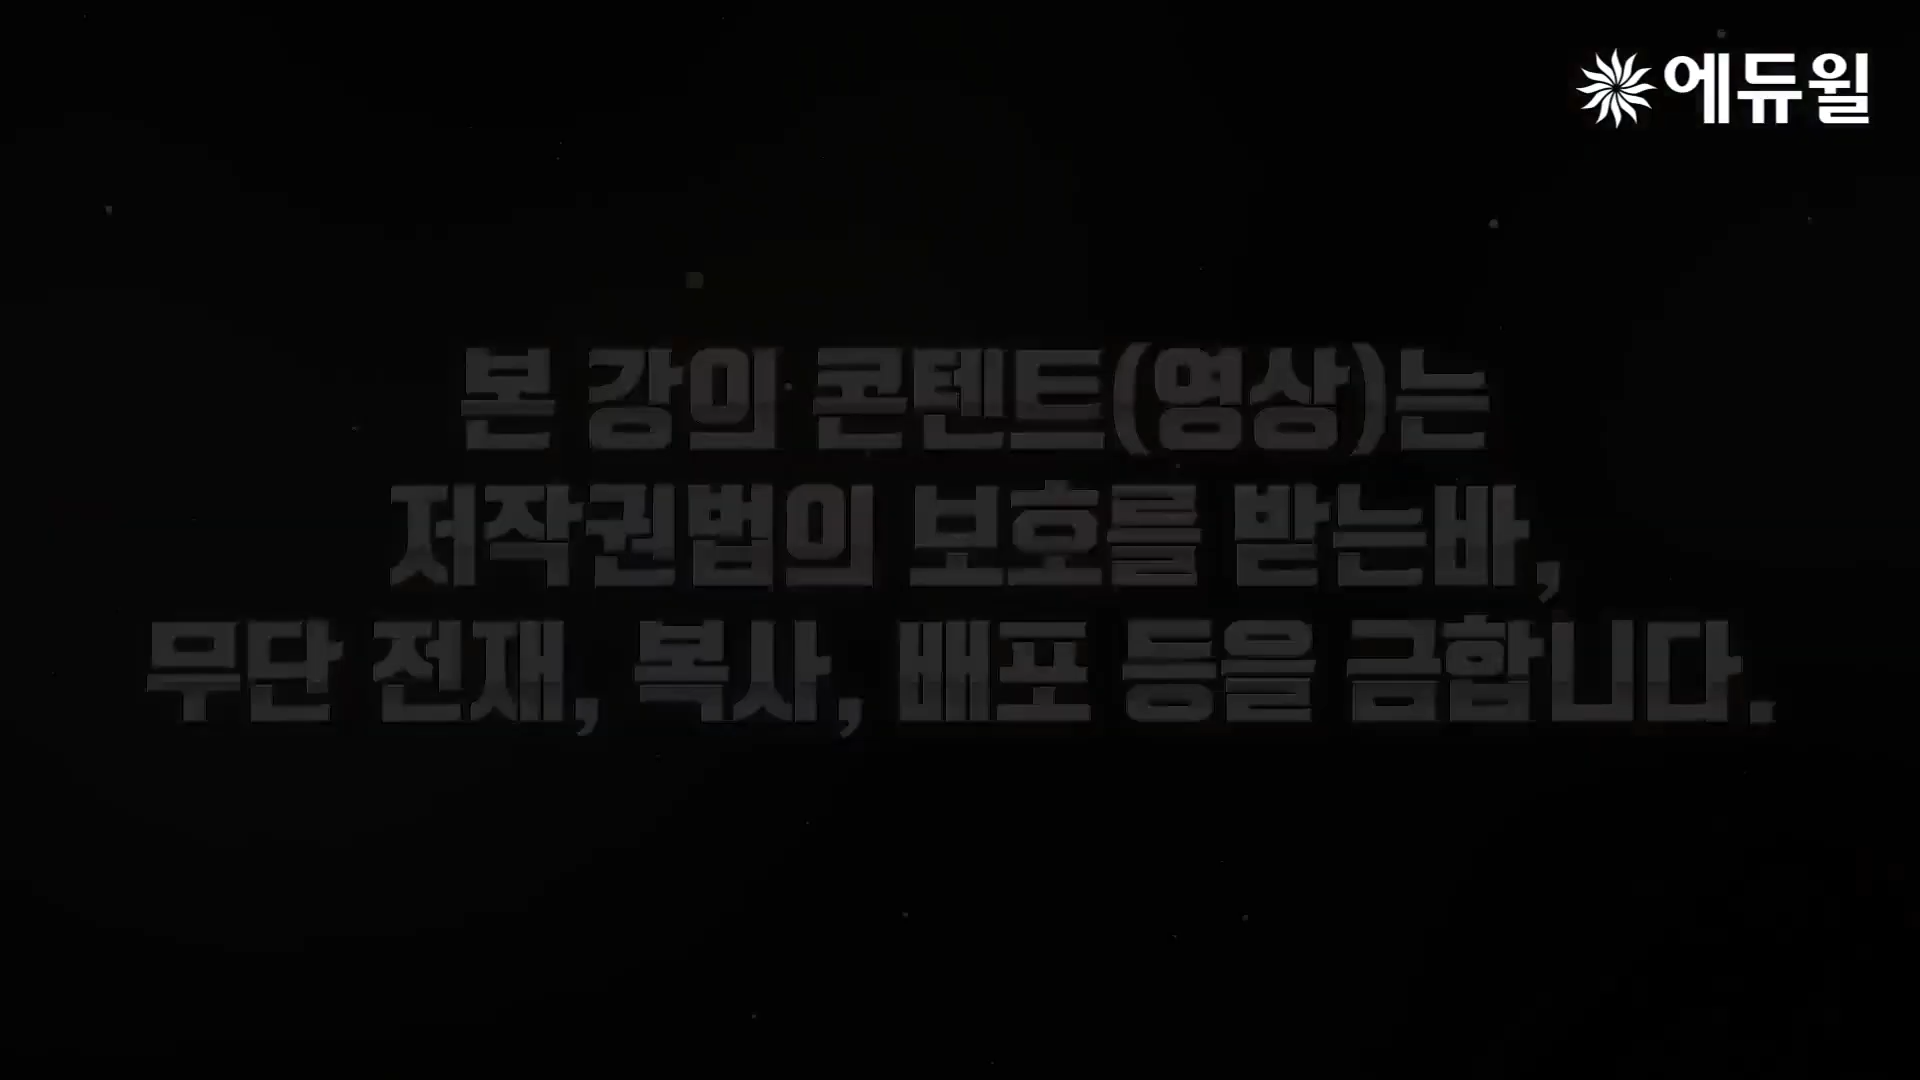 에듀윌
본 강의 콘텐트(영상)는
저작권법의 보호를 받는바,
무단 전재, 복사, 배포 등을 금합니다.